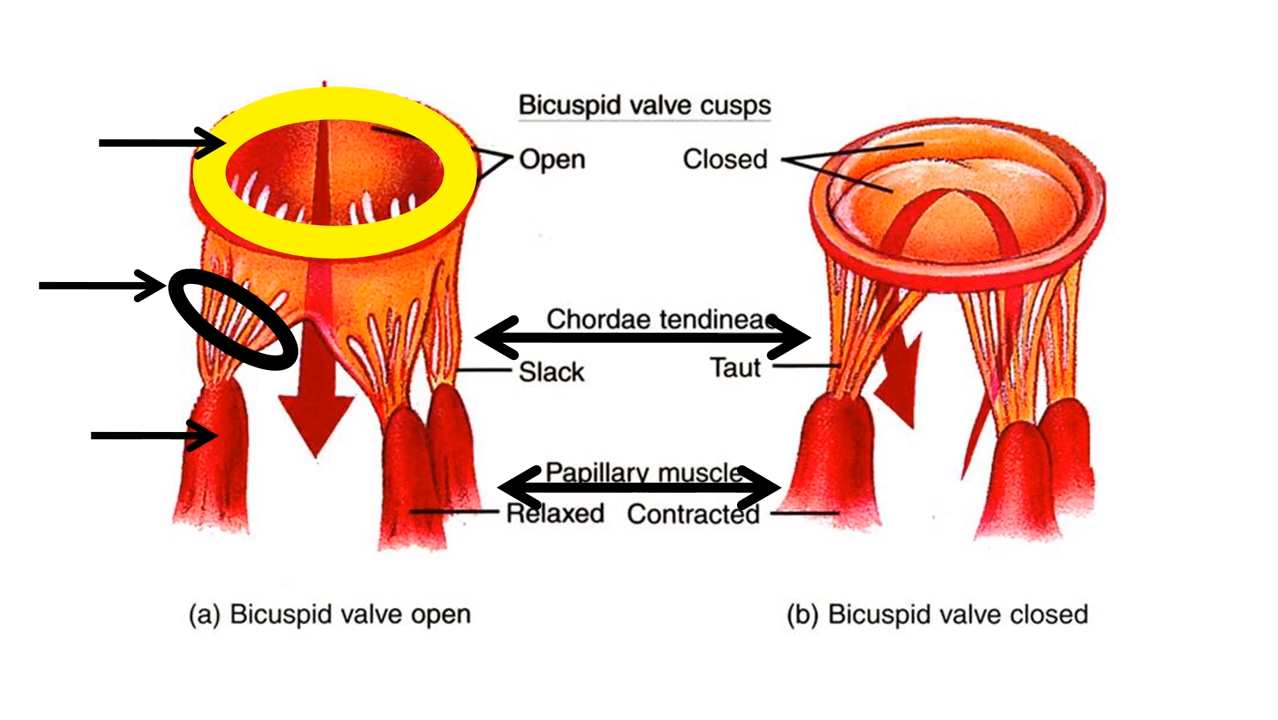 Bicuspid valve cusps
Open
Closed
Chordae tendineae
Slack
Taut
Papillary muscle
Relaxed
Contracted
(a) Bicuspid valve open
(b) Bicuspid valve closed